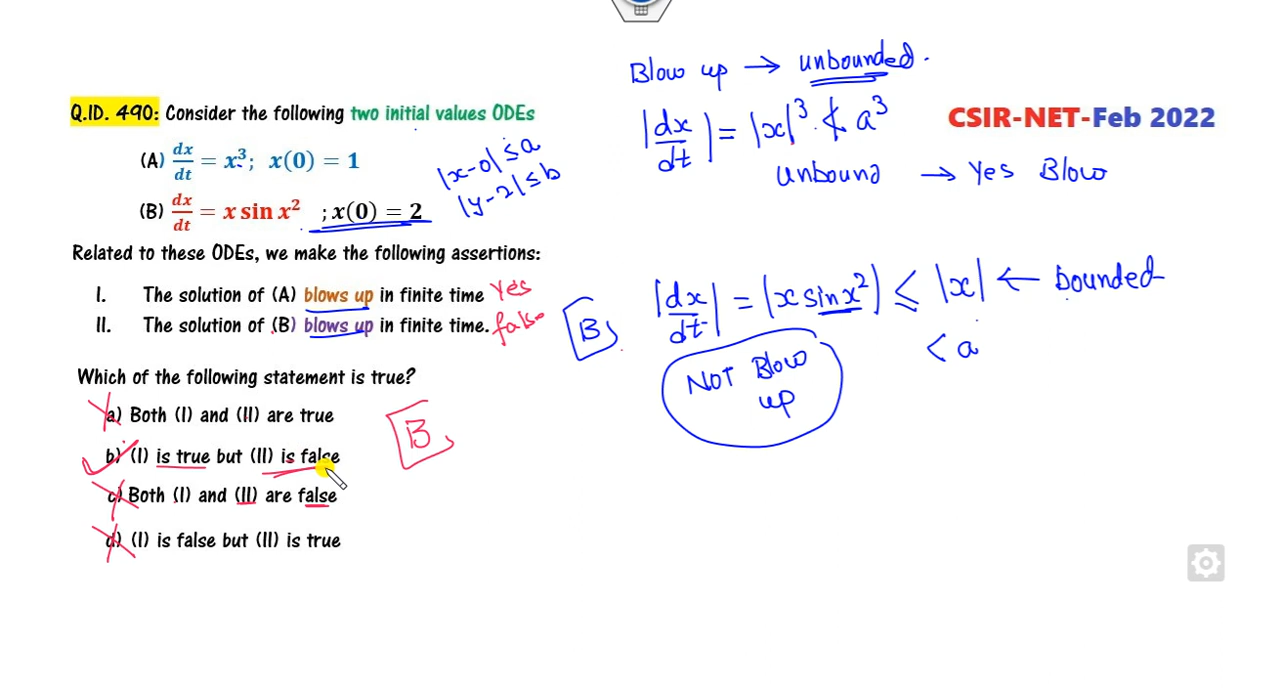 Blow up → unbounded.
Q.ID. 490: Consider the following two initial values ODEs
(A) dx/dt = x³; x(0) = 1
(B) dx/dt = x sin x² ; x(0) = 2
|x-0| ≤ a
|y-2| ≤ b
|dx/dt| = |x|³ ≮ a³
Unbound → Yes Blow
CSIR-NET-Feb 2022
Related to these ODEs, we make the following assertions:
I. The solution of (A) blows up in finite time Yes
II. The solution of (B) blows up in finite time. false
B
|dx/dt| = |x sin x²| ≤ |x| ← bounded
< a
NOT Blow
up
Which of the following statement is true?
a) Both (I) and (II) are true
b) (I) is true but (II) is false
c) Both (I) and (II) are false
d) (I) is false but (II) is true
B